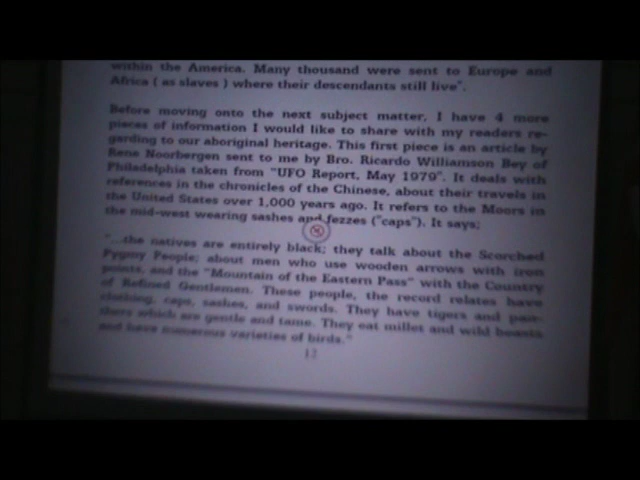 within the America. Many thousand were sent to Europe and
Africa ( as slaves ) where their descendants still live".
Before moving onto the next subject matter, I have 4 more
pieces of information I would like to share with my readers re-
garding to our aboriginal heritage. This first piece is an article by
Rene Noorbergen sent to me by Bro. Ricardo Williamson Bey of
Philadelphia taken from "UFO Report, May 1979". It deals with
references in the chronicles of the Chinese, about their travels in
the United States over 1,000 years ago. It refers to the Moors in
the mid-west wearing sashes and fezzes ("caps"). It says;
"...the natives are entirely black; they talk about the Scorched
Pygmy People; about men who use wooden arrows with iron
points, and the "Mountain of the Eastern Pass" with the Country
of Refined Gentlemen. These people, the record relates have
clothing, caps, sashes, and swords. They have tigers and pan-
thers which are gentle and tame. They eat millet and wild beasts
and have numerous varieties of birds."
12